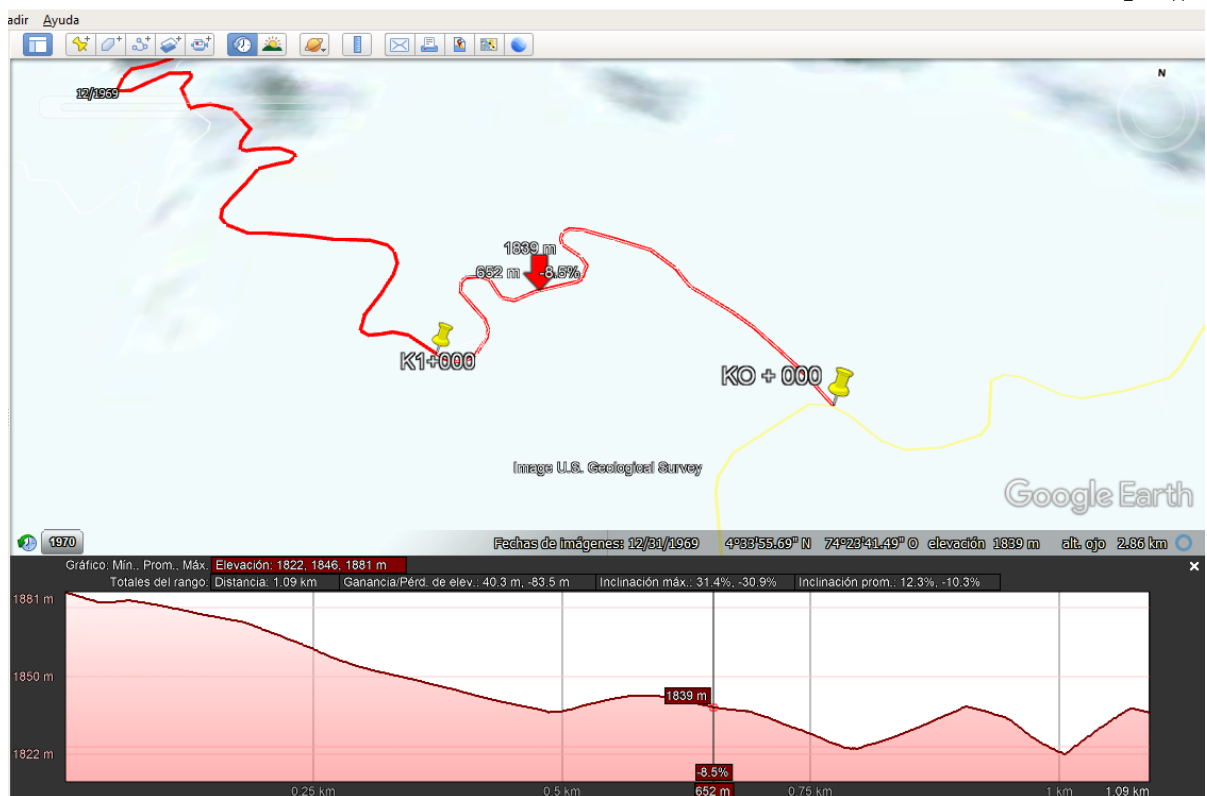 adir Ayuda
N
12/1969
1839 m
652 m -8.5%
K1+000
KO + 000
Image U.S. Geological Survey
Google Earth
1970
Fechas de imágenes: 12/31/1969 4°33'55.69" N 74°23'41.49" O elevación 1839 m alt. ojo 2.86 km
Gráfico: Mín., Prom., Máx. Elevación: 1822, 1846, 1881 m
Totales del rango: Distancia: 1.09 km Ganancia/Pérd. de elev.: 40.3 m, -83.5 m Inclinación máx.: 31.4%, -30.9% Inclinación prom.: 12.3%, -10.3%
1881 m
1850 m
1839 m
1822 m
-8.5%
0.25 km 0.5 km 652 m 0.75 km 1 km 1.09 km